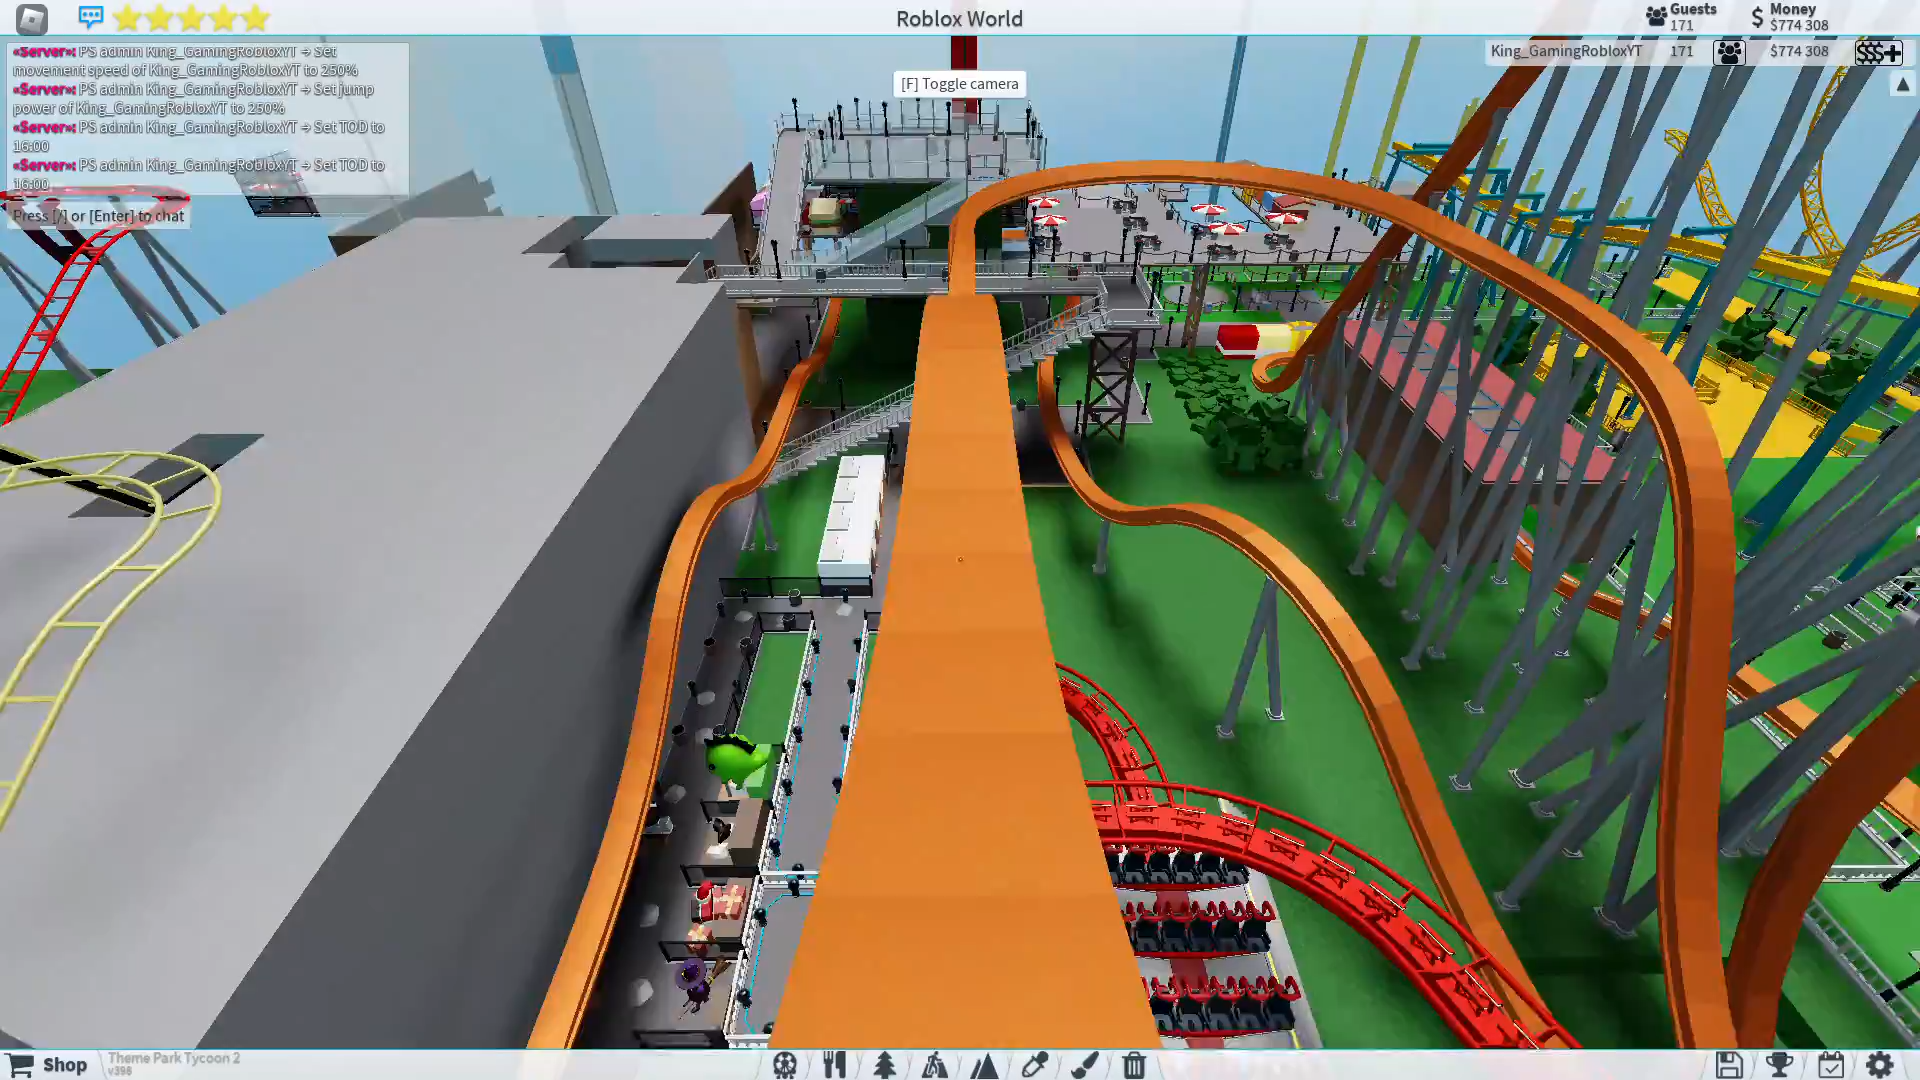 Roblox World
Guests
171
$ Money
$774 308
King_GamingRobloxYT 171 $774 308 $$$+
«Server»: PS admin King_GamingRobloxYT → Set
movement speed of King_GamingRobloxYT to 250%
«Server»: PS admin King_GamingRobloxYT → Set jump
power of King_GamingRobloxYT to 250%
«Server»: PS admin King_GamingRobloxYT → Set TOD to
16:00
«Server»: PS admin King_GamingRobloxYT → Set TOD to
16:00
Press [/] or [Enter] to chat
[F] Toggle camera
Shop
Theme Park Tycoon 2
v398